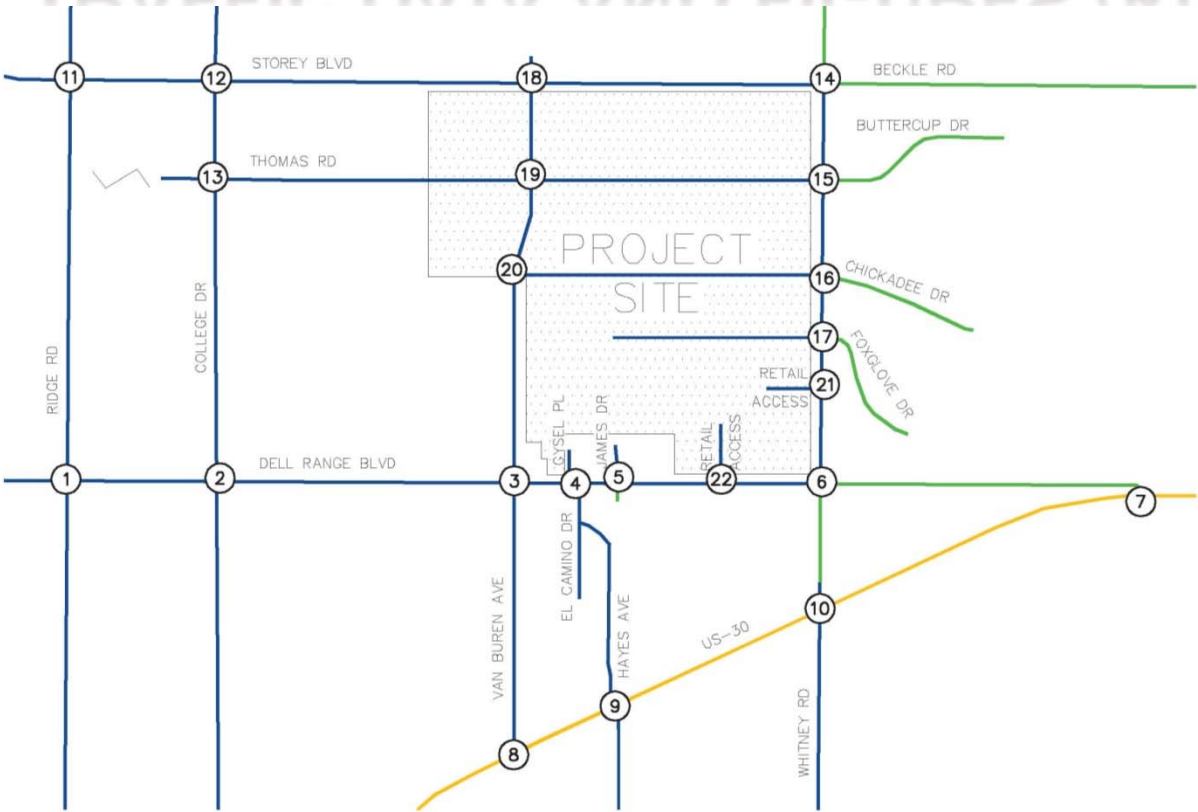 11
12
STOREY BLVD
18
14
BECKLE RD
BUTTERCUP DR
THOMAS RD
13
19
15
PROJECT
SITE
20
16
CHICKADEE DR
17
FOXGLOVE DR
COLLEGE DR
RIDGE RD
RETAIL
ACCESS
21
GYSEL PL
JAMES DR
RETAIL
ACCESS
DELL RANGE BLVD
1
2
3
4
5
22
6
7
EL CAMINO DR
VAN BUREN AVE
HAYES AVE
US-30
10
9
8
WHITNEY RD